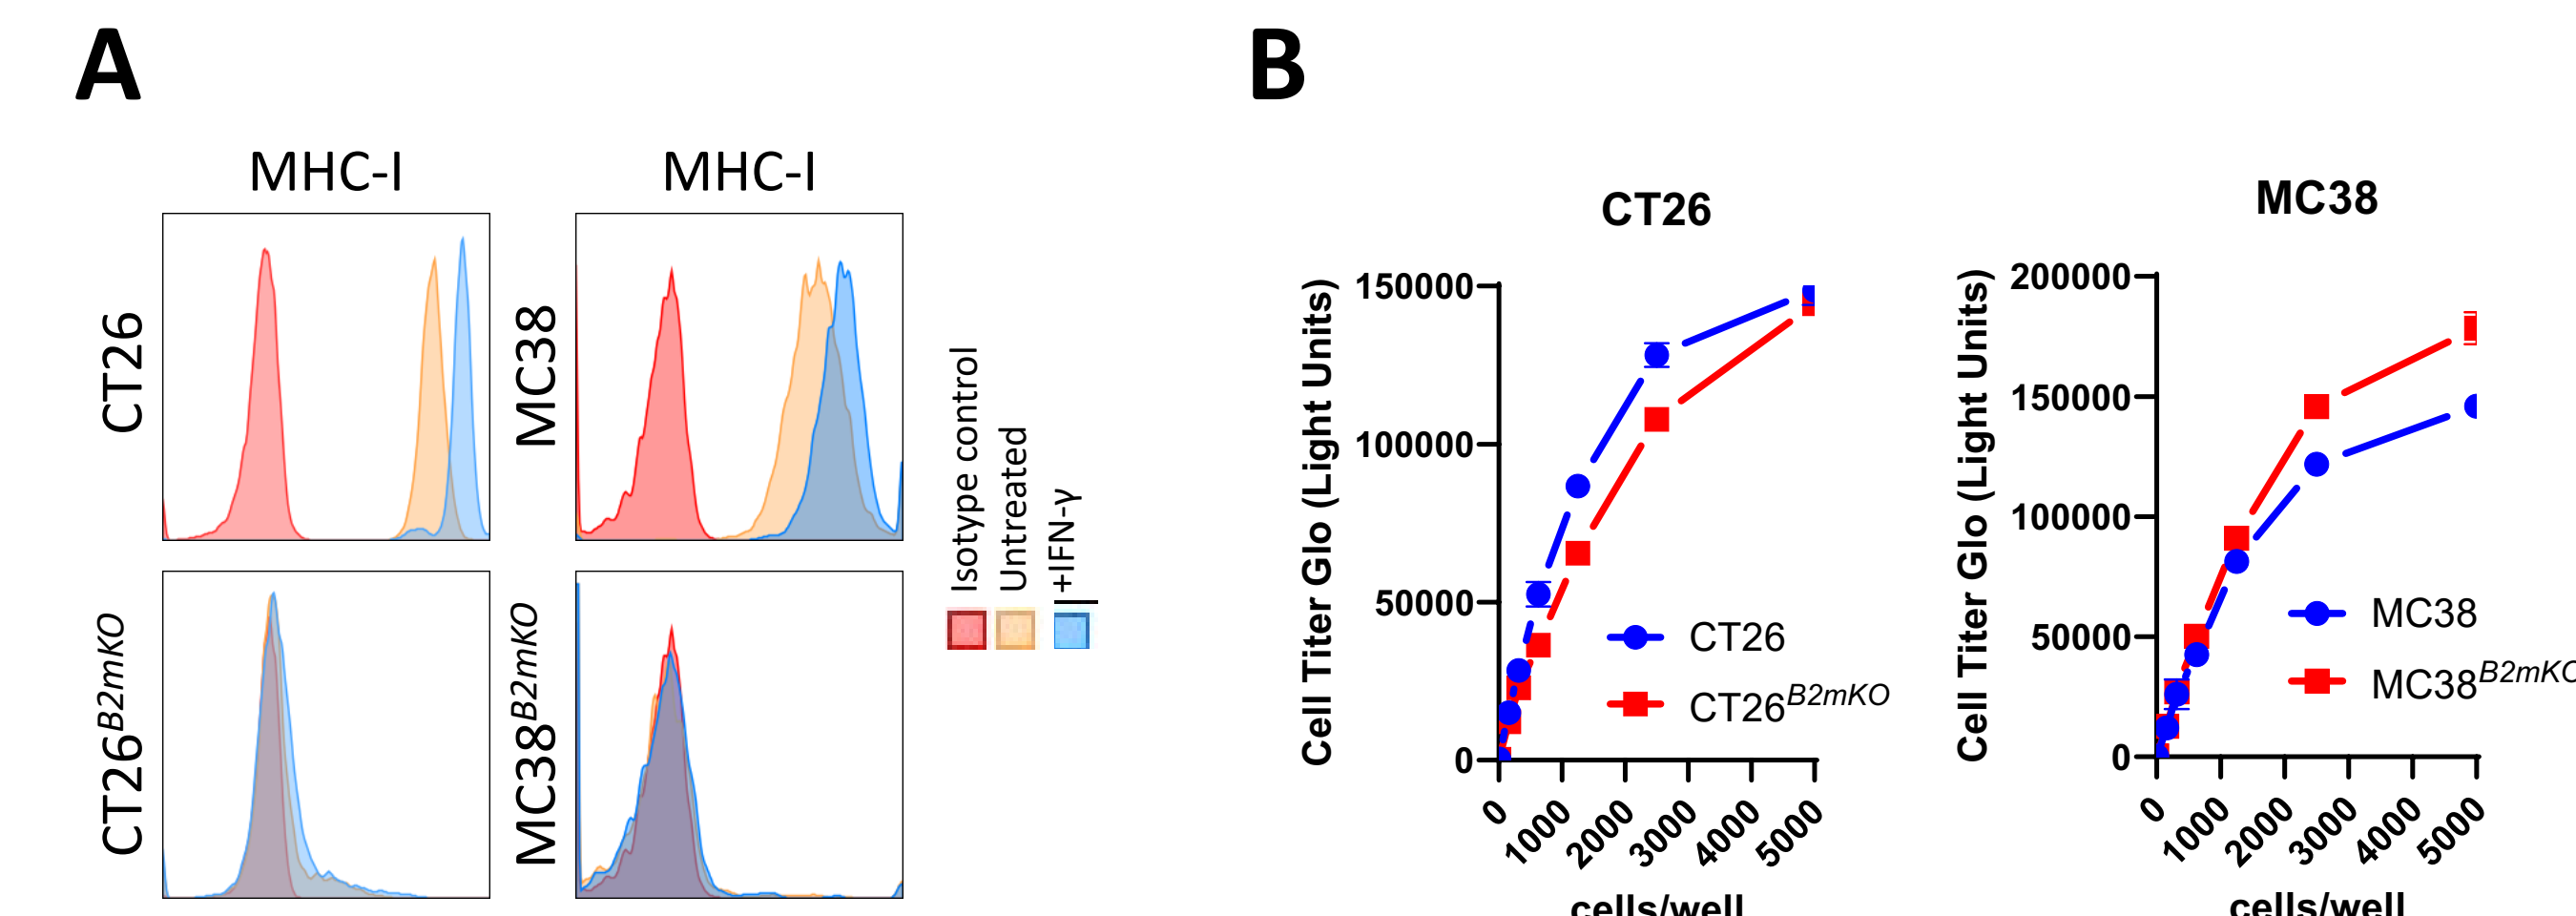 A
MHC-I
MHC-I
CT26
MC38
CT26B2mKO
MC38B2mKO
Isotype control
Untreated
+IFN-γ
B
CT26
Cell Titer Glo (Light Units)
150000
100000
50000
0
CT26
CT26B2mKO
0
1000
2000
3000
4000
5000
cells/well
MC38
Cell Titer Glo (Light Units)
200000
150000
100000
50000
0
MC38
MC38B2mKO
0
1000
2000
3000
4000
5000
cells/well